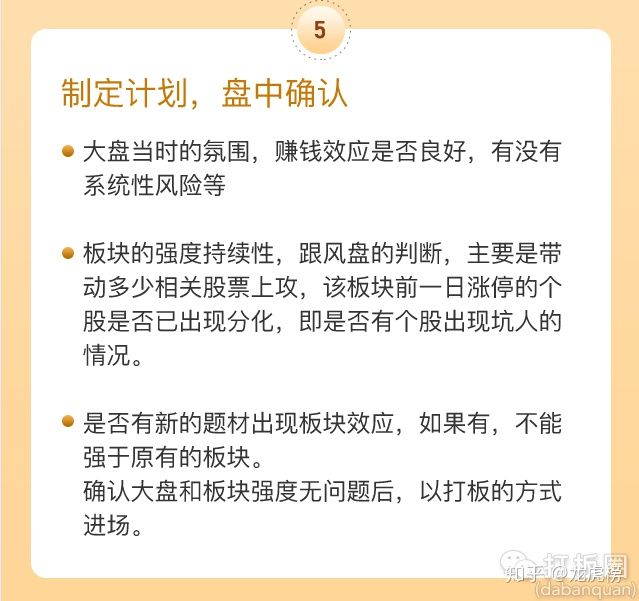 5
制定计划，盘中确认
大盘当时的氛围，赚钱效应是否良好，有没有
系统性风险等
板块的强度持续性，跟风盘的判断，主要是带
动多少相关股票上攻，该板块前一日涨停的个
股是否已出现分化，即是否有个股出现坑人的
情况。
是否有新的题材出现板块效应，如果有，不能
强于原有的板块。
确认大盘和板块强度无问题后，以打板的方式
进场。
打板圈
知乎 @龙虎榜
(dabanquan)